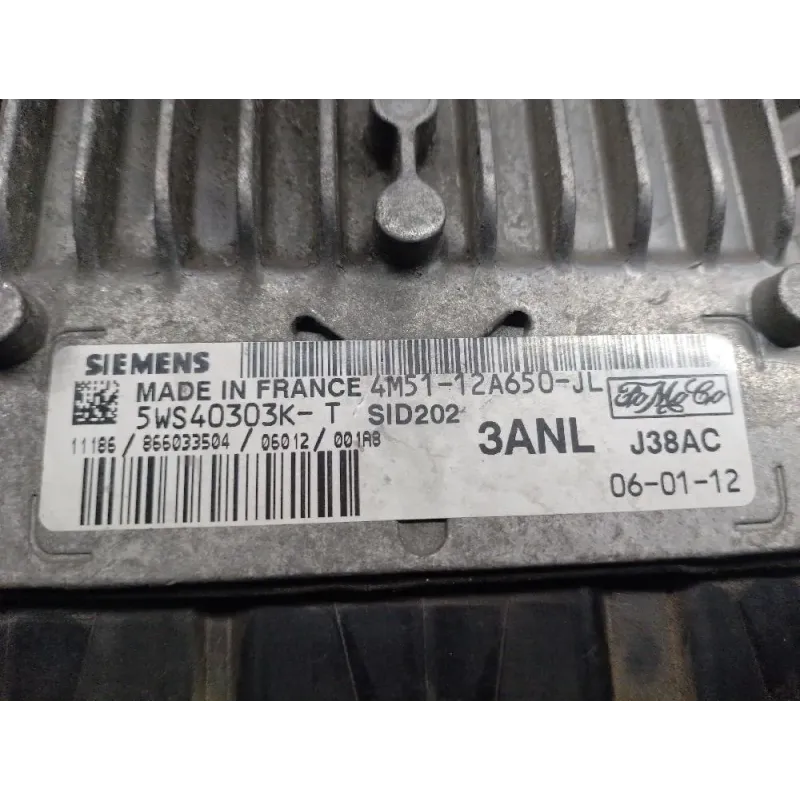 SIEMENS
MADE IN FRANCE 4M51-12A650-JL
FoMoCo
5WS40303K-T SID202
3ANL J38AC
11186/866033504/06012/001AB
06-01-12